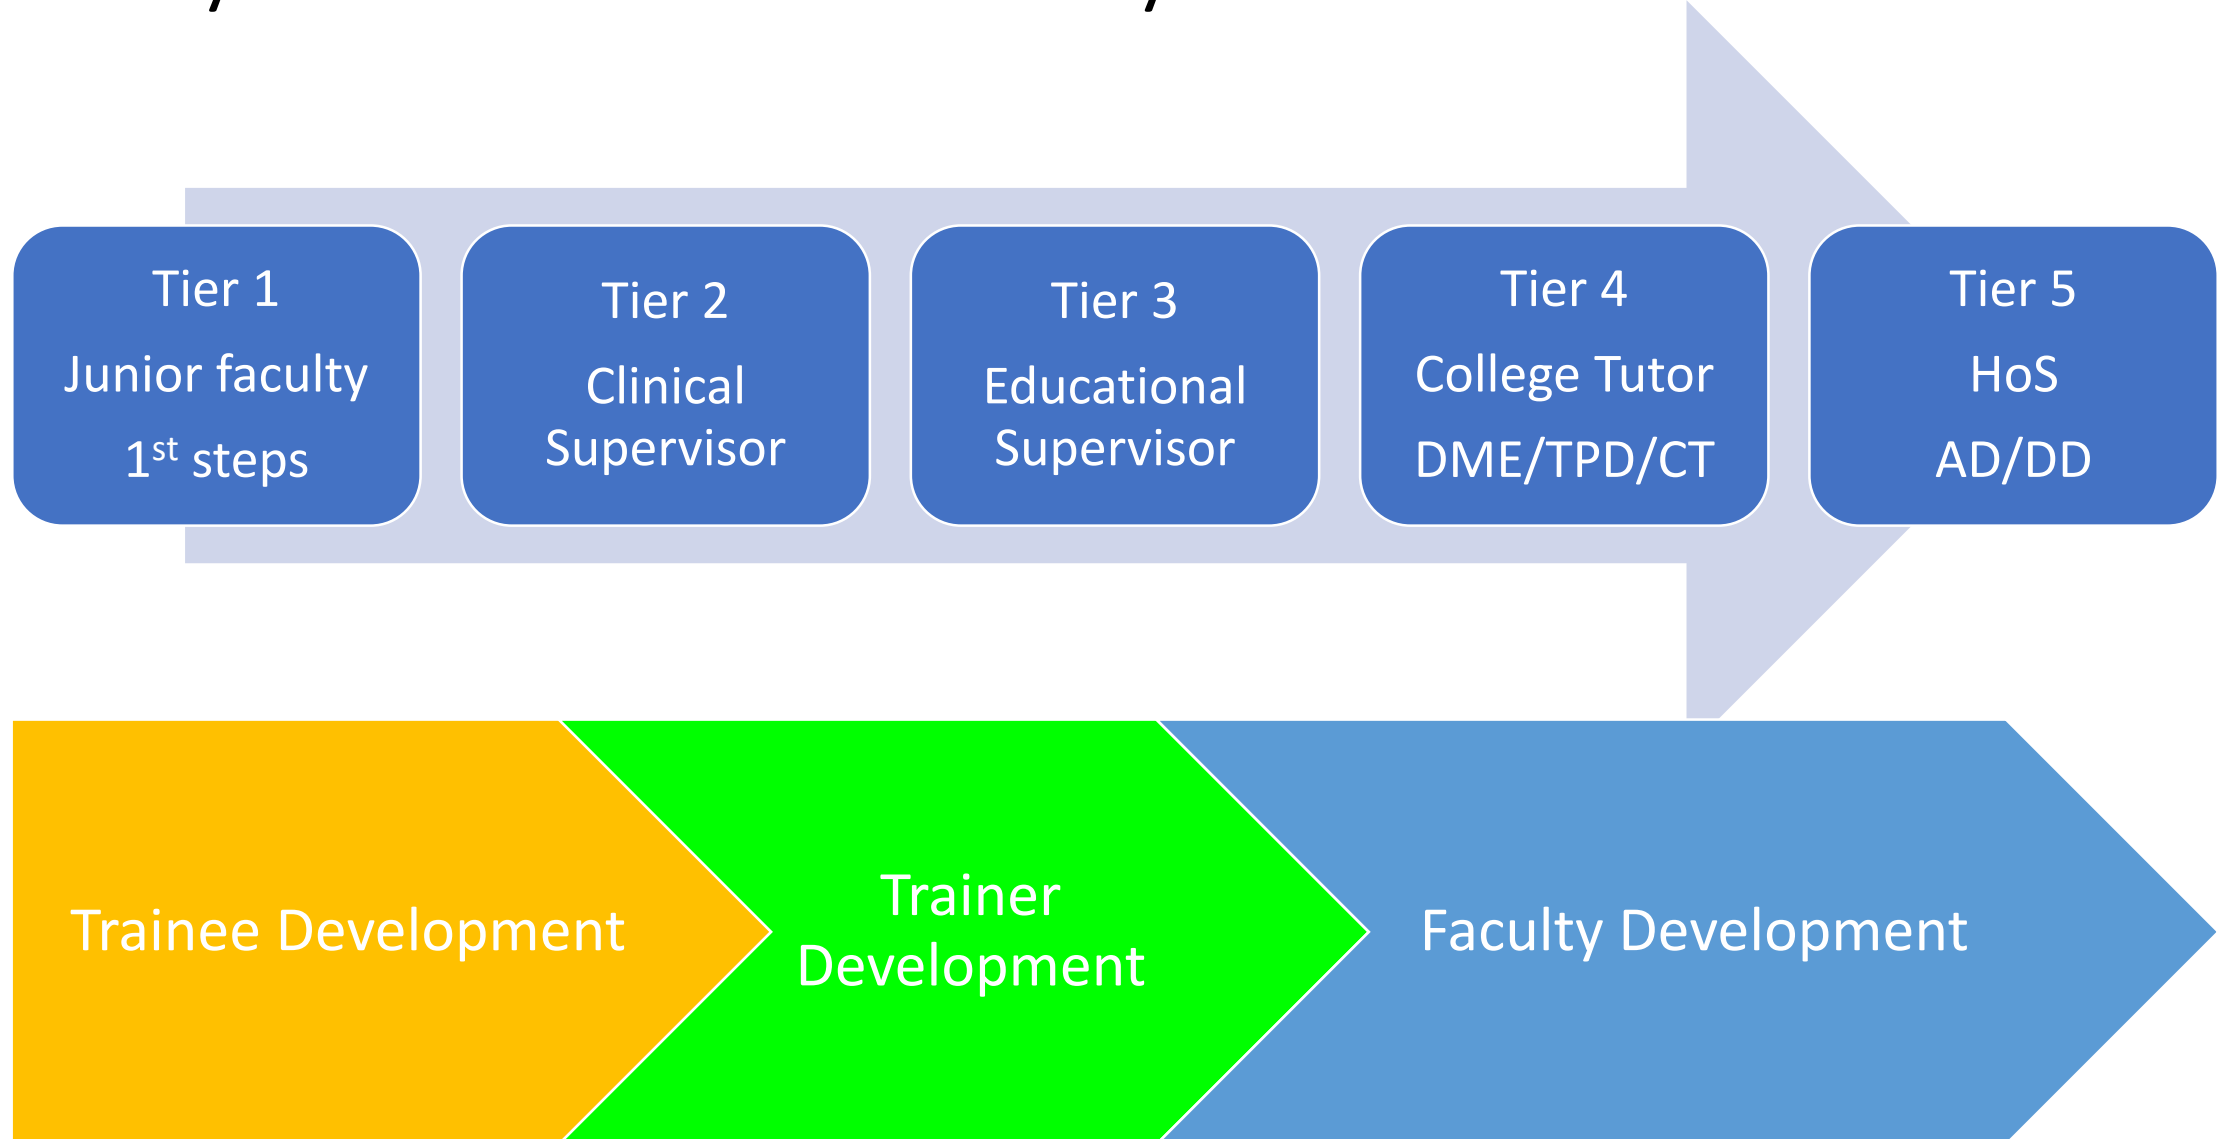 Tier 1
Junior faculty
1st steps
Tier 2
Clinical
Supervisor
Tier 3
Educational
Supervisor
Tier 4
College Tutor
DME/TPD/CT
Tier 5
HoS
AD/DD
Trainee Development
Trainer
Development
Faculty Development